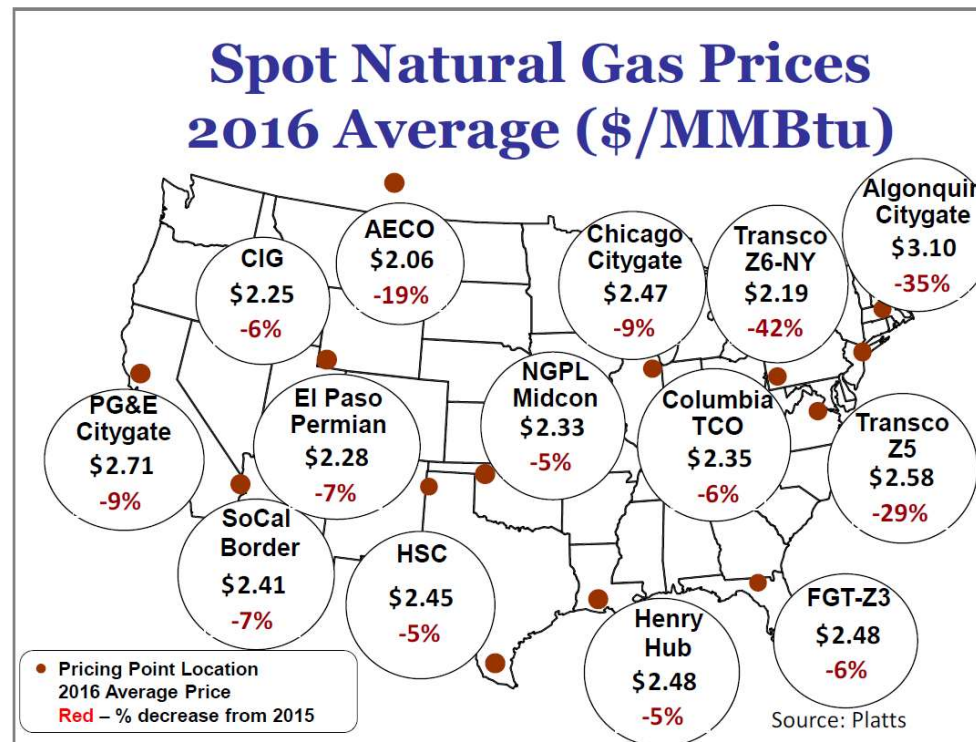 Spot Natural Gas Prices
2016 Average ($/MMBtu)
AECO
$2.06
-19%
CIG
$2.25
-6%
Chicago
Citygate
$2.47
-9%
Transco
Z6-NY
$2.19
-42%
Algonquin
Citygate
$3.10
-35%
PG&E
Citygate
$2.71
-9%
El Paso
Permian
$2.28
-7%
NGPL
Midcon
$2.33
-5%
Columbia
TCO
$2.35
-6%
Transco
Z5
$2.58
-29%
SoCal
Border
$2.41
-7%
HSC
$2.45
-5%
Henry
Hub
$2.48
-5%
FGT-Z3
$2.48
-6%
Pricing Point Location
2016 Average Price
Red – % decrease from 2015
Source: Platts